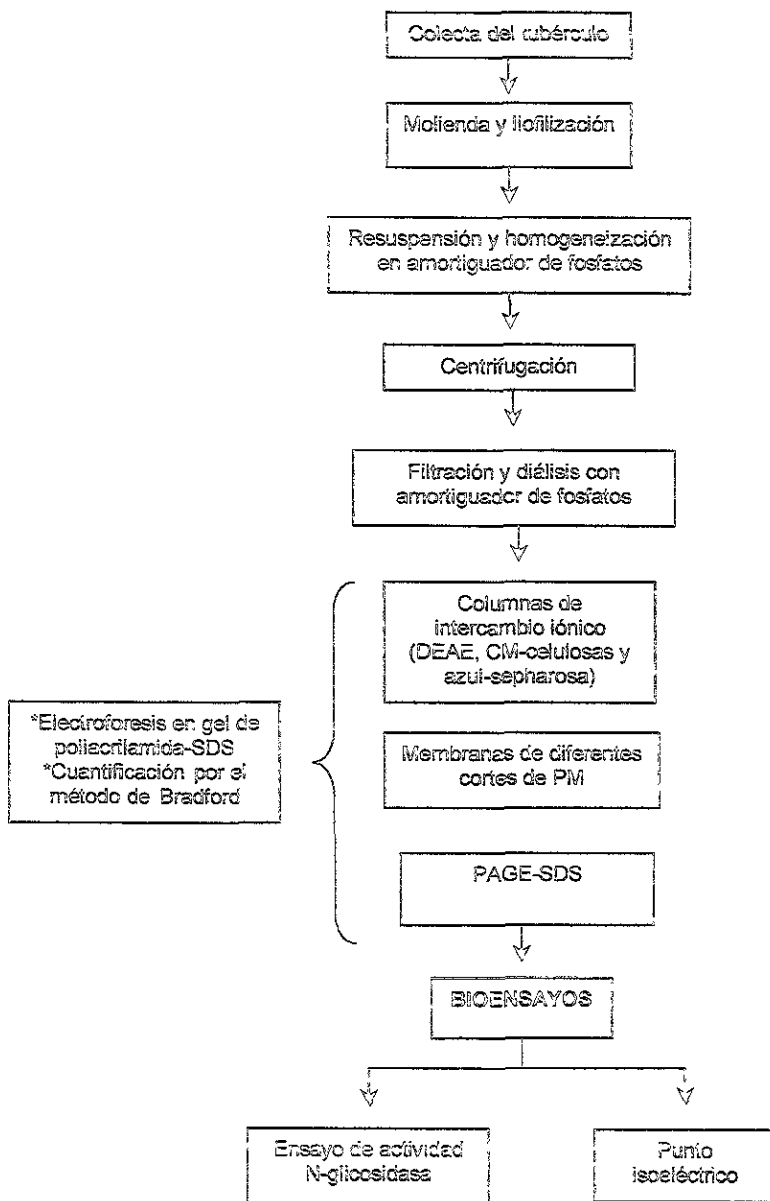 Colecta del tubérculo
Molienda y liofilización
Resuspensión y homogeneización
en amortiguador de fosfatos
Centrifugación
Filtración y diálisis con
amortiguador de fosfatos
Columnas de
intercambio iónico
(DEAE, CM-celulosas y
azul-sepharosa)
*Electroforesis en gel de
poliacrilamida-SDS
*Cuantificación por el
método de Bradford
Membranas de diferentes
cortes de PM
PAGE-SDS
BIOENSAYOS
Ensayo de actividad
N-glicosidasa
Punto
isoeléctrico